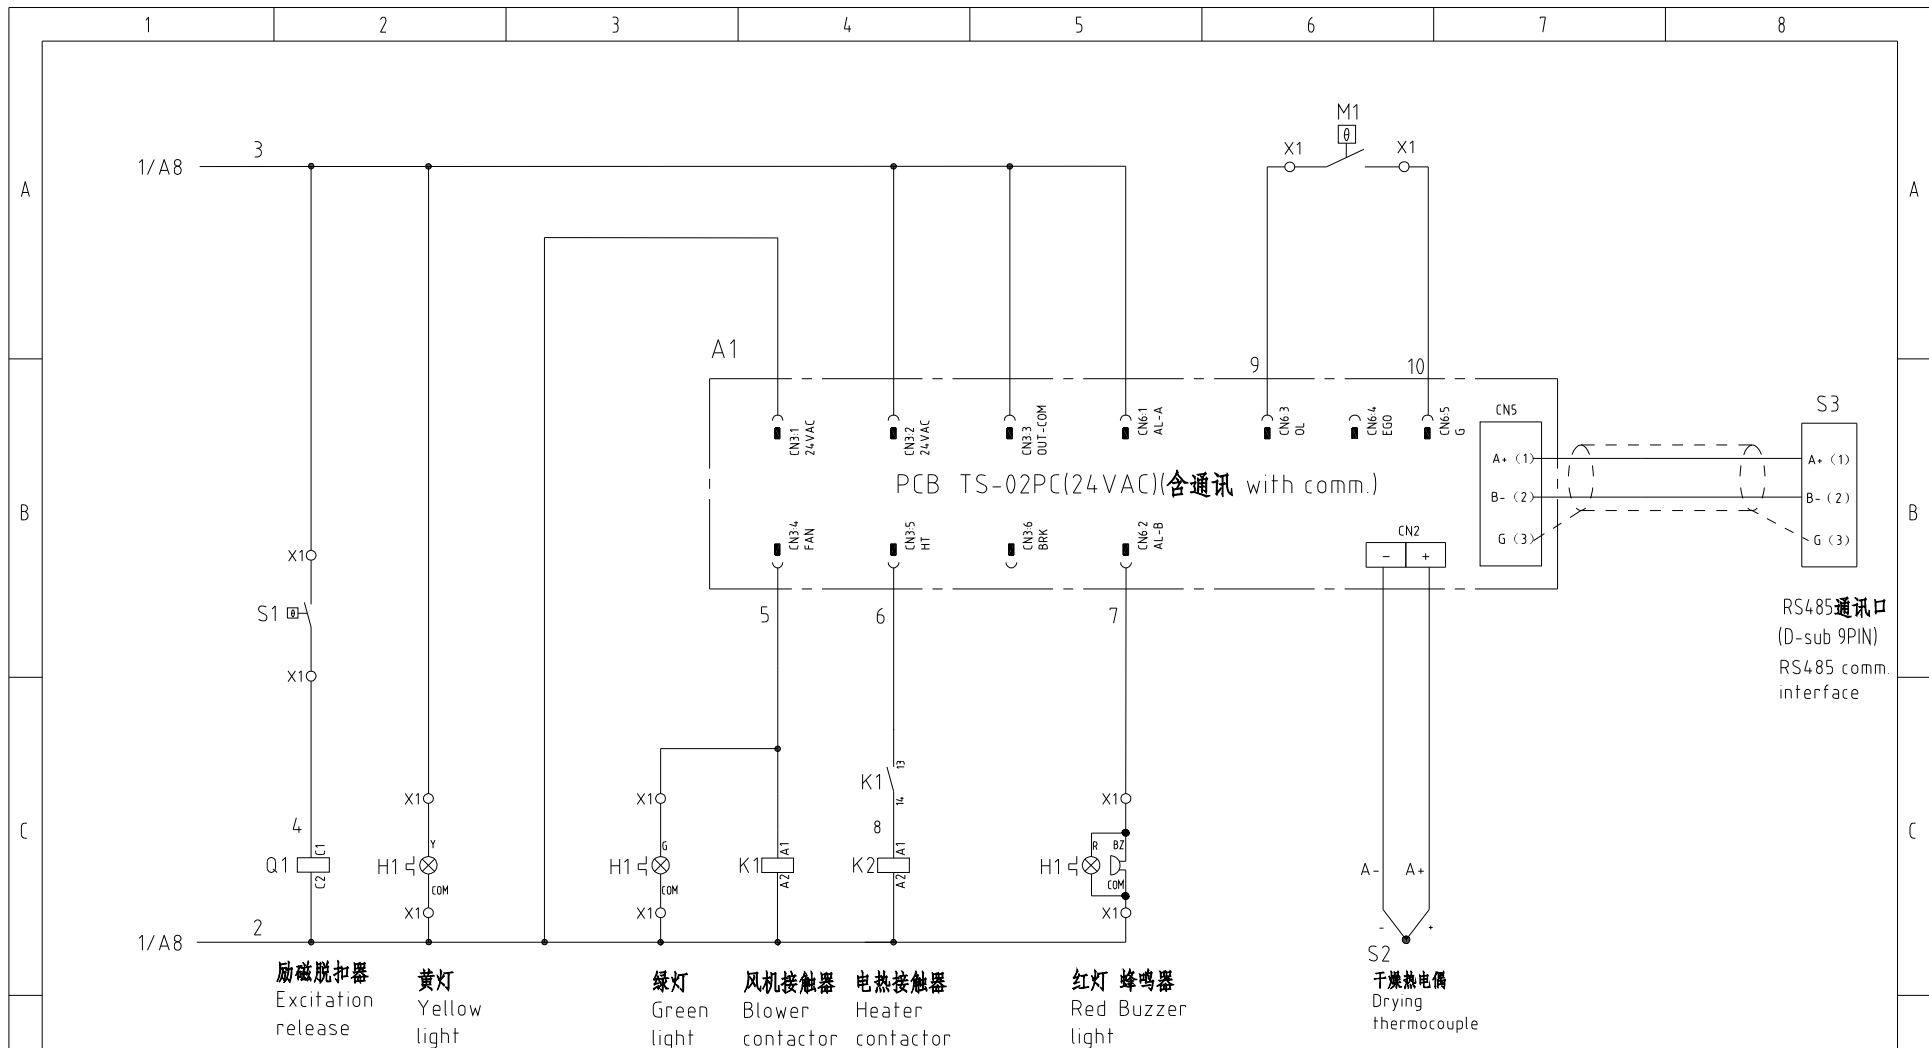 1 2 3 4 5 6 7 8
M1
θ
X1 X1
3
1/A8
A A
A1
9 10
CN3:1
24VAC
CN3:2
24VAC
CN3:3
OUT-COM
CN6:1
AL-A
CN6:3
OL
CN6:4
EGO
CN6:5
G
CN5
S3
A+ (1) A+ (1)
PCB TS-02PC(24VAC)(含通讯 with comm.)
B- (2) B- (2)
B B
CN3:4
FAN
CN3:5
HT
CN3:6
BRK
CN6:2
AL-B
CN2
- +
G (3) G (3)
X1
S1 θ
X1
5 6 7
RS485通讯口
(D-sub 9PIN)
RS485 comm.
interface
K1 13
14
X1 X1 X1
C C
4 8
Q1 C1
C2
H1 Y
COM
H1 G
COM
K1 A1
A2
K2 A1
A2
H1 R BZ
COM
A- A+
X1 X1 X1
2
1/A8
- +
S2
励磁脱扣器
Excitation
release
黄灯
Yellow
light
绿灯
Green
light
风机接触器
Blower
contactor
电热接触器
Heater
contactor
红灯 蜂鸣器
Red Buzzer
light
干燥热电偶
Drying
thermocouple